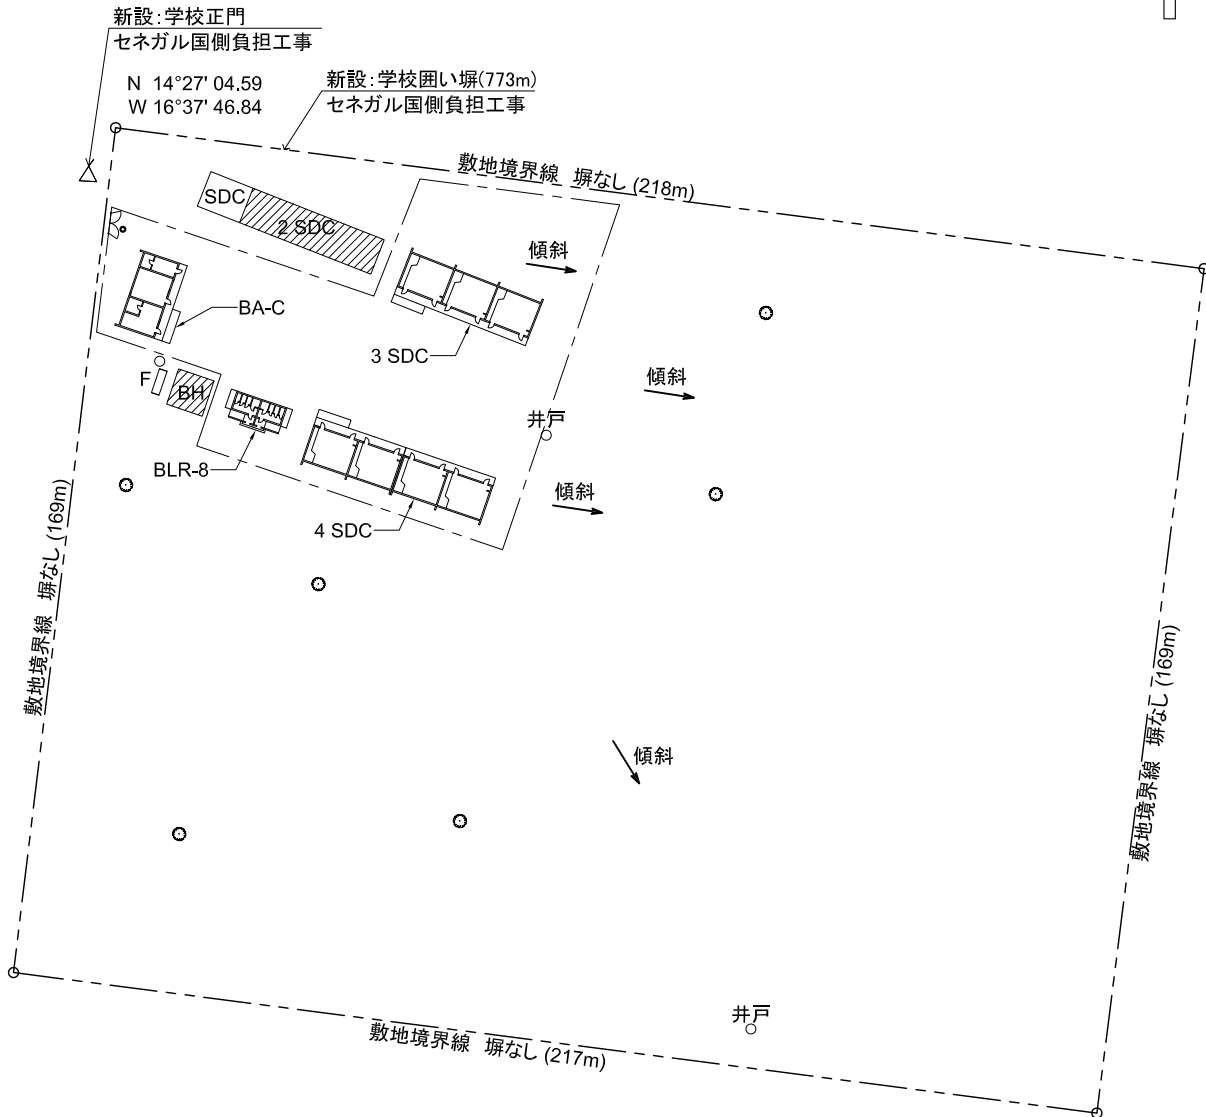 新設:学校正門
セネガル国側負担工事
N 14°27' 04.59
W 16°37' 46.84
新設:学校囲い塀(773m)
セネガル国側負担工事
敷地境界線 塀なし (218m)
SDC
2 SDC
傾斜
BA-C
3 SDC
傾斜
F
BH
井戸
BLR-8
傾斜
4 SDC
敷地境界線 塀なし (169m)
敷地境界線 塀なし (169m)
傾斜
井戸
敷地境界線 塀なし (217m)